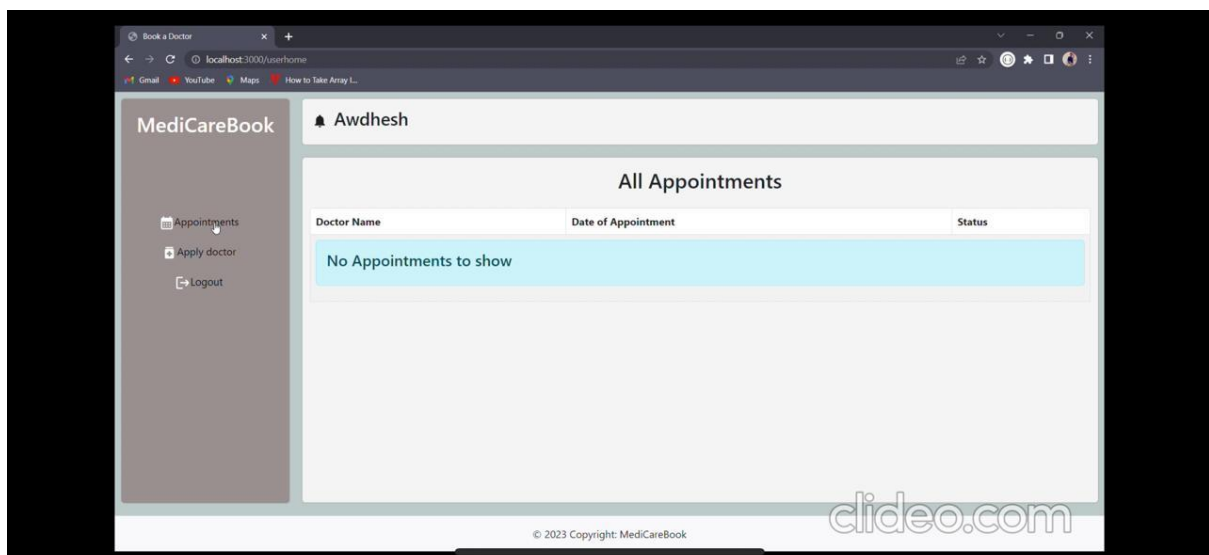 Book a Doctor
localhost:3000/userhome
Gmail YouTube Maps How to Take Array I...
MediCareBook
Awdhesh
All Appointments
Appointments
Doctor Name Date of Appointment Status
Apply doctor
No Appointments to show
Logout
clideo.com
© 2023 Copyright: MediCareBook